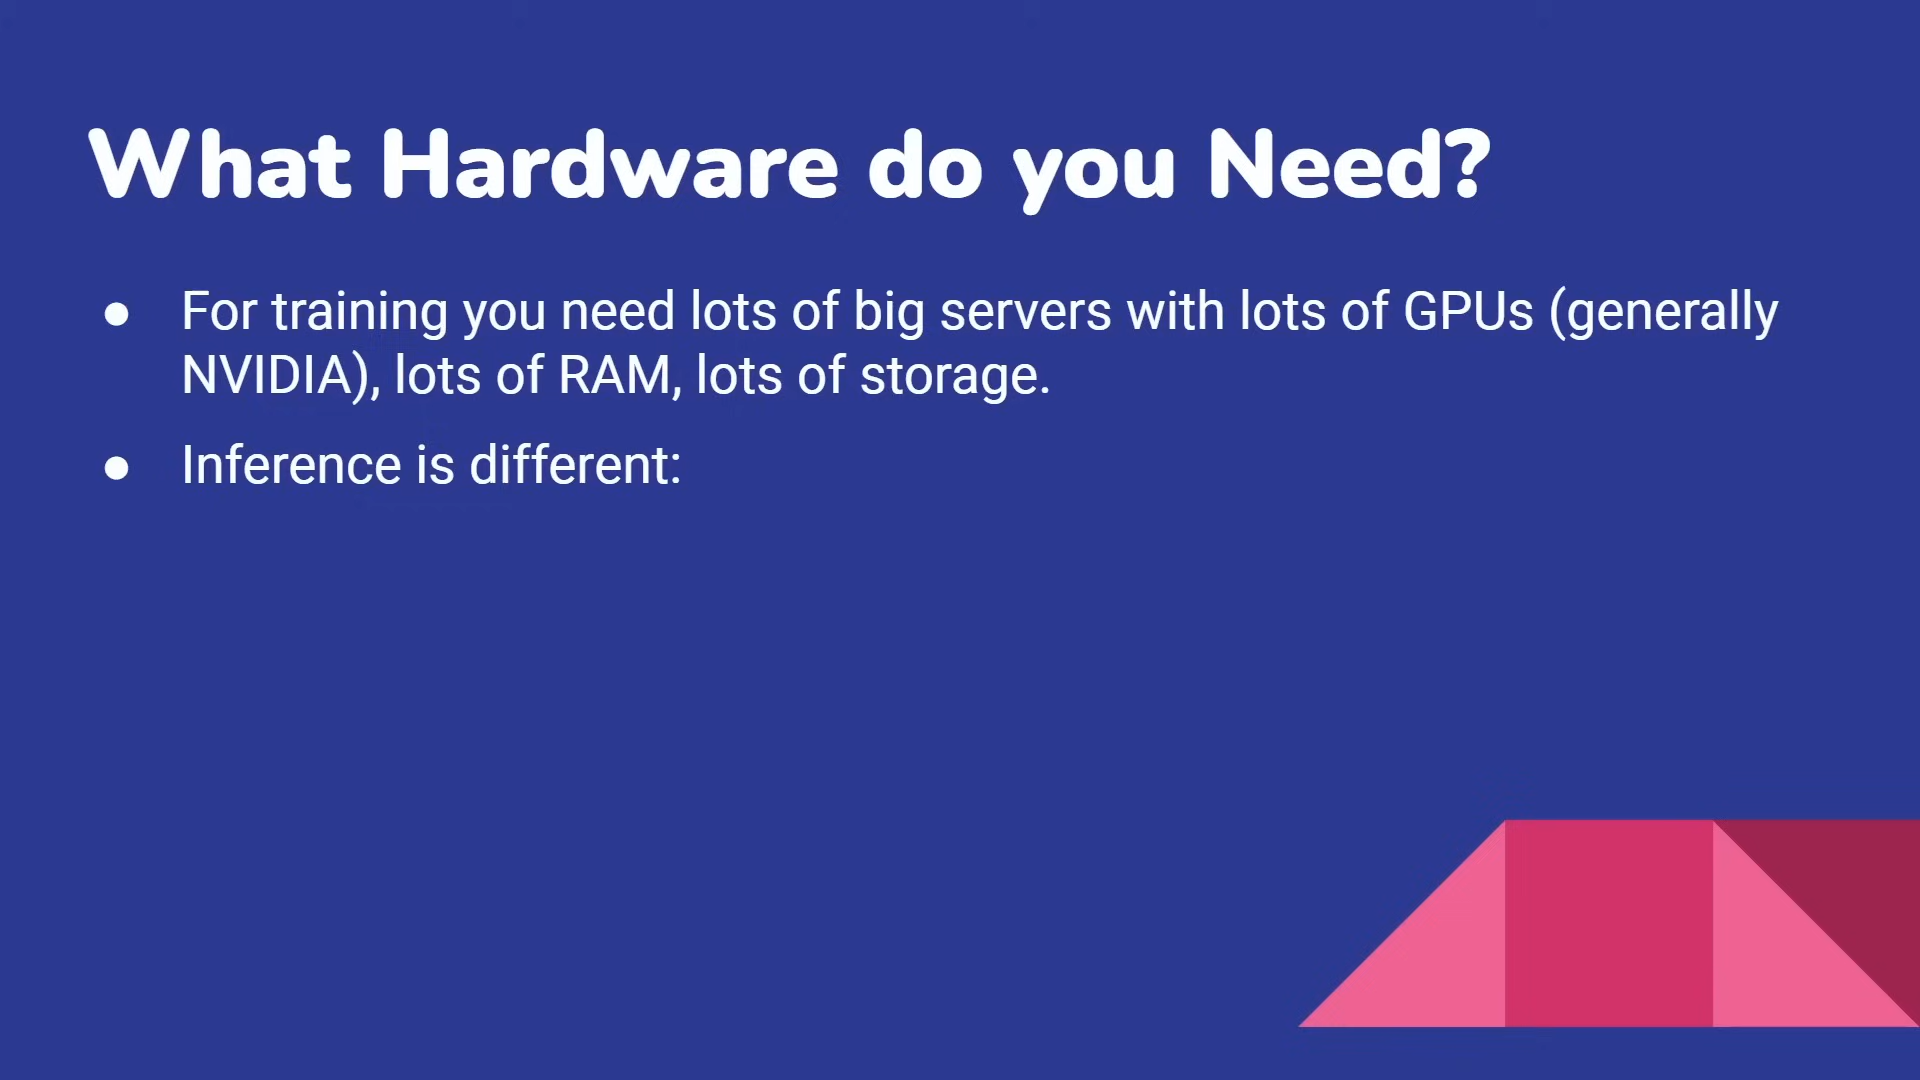 What Hardware do you Need?
● For training you need lots of big servers with lots of GPUs (generally
NVIDIA), lots of RAM, lots of storage.
● Inference is different: